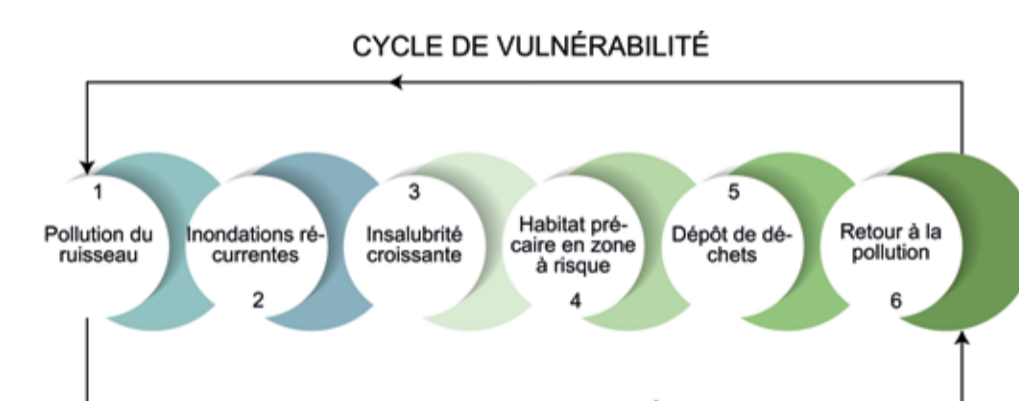 CYCLE DE VULNÉRABILITÉ
1
Pollution du
ruisseau
Inondations ré-
currentes
2
3
Insalubrité
croissante
Habitat pré-
caire en zone
à risque
4
5
Dépôt de dé-
chets
Retour à la
pollution
6